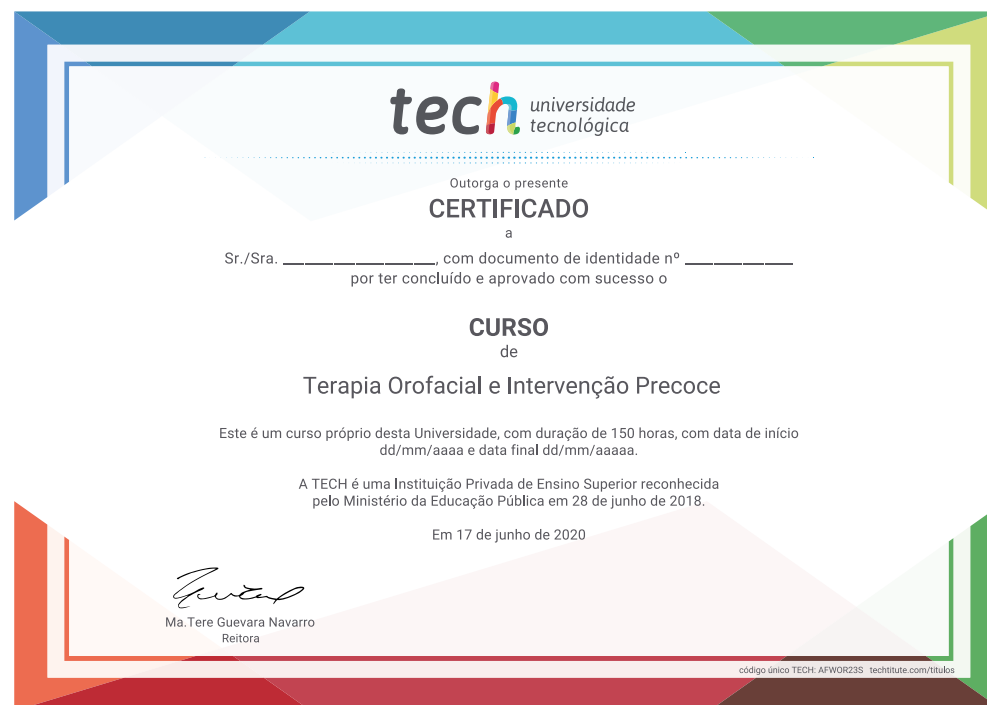 tech universidade
tecnológica
Outorga o presente
CERTIFICADO
a
Sr./Sra. ______________, com documento de identidade nº __________
por ter concluído e aprovado com sucesso o
CURSO
de
Terapia Orofacial e Intervenção Precoce
Este é um curso próprio desta Universidade, com duração de 150 horas, com data de início
dd/mm/aaaa e data final dd/mm/aaaaa.
A TECH é uma Instituição Privada de Ensino Superior reconhecida
pelo Ministério da Educação Pública em 28 de junho de 2018.
Em 17 de junho de 2020
Ma.Tere Guevara Navarro
Reitora
código único TECH: AFWOR23S techtitute.com/titulos